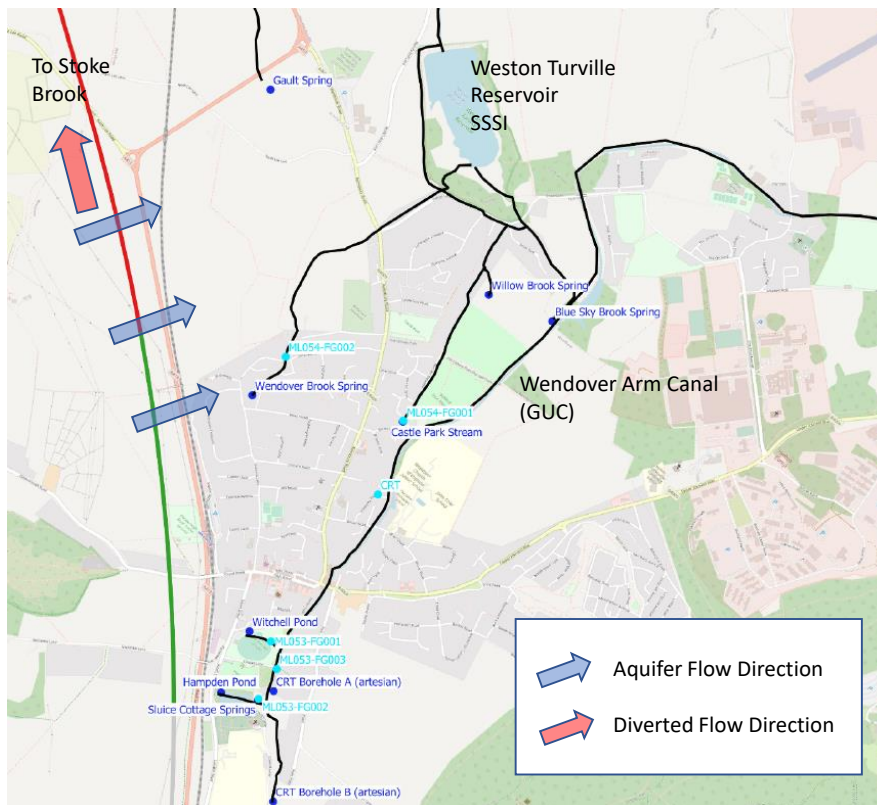 To Stoke
Brook
Gault Spring
Weston Turville
Reservoir
SSSI
Willow Brook Spring
Blue Sky Brook Spring
ML054-FG002
Wendover Brook Spring
Wendover Arm Canal
(GUC)
ML054-FG001
Castle Park Stream
CRT
Witchell Pond
ML053-FG001
ML053-FG003
Hampden Pond
CRT Borehole A (artesian)
Sluice Cottage Springs
ML053-FG002
CRT Borehole B (artesian)
Aquifer Flow Direction
Diverted Flow Direction